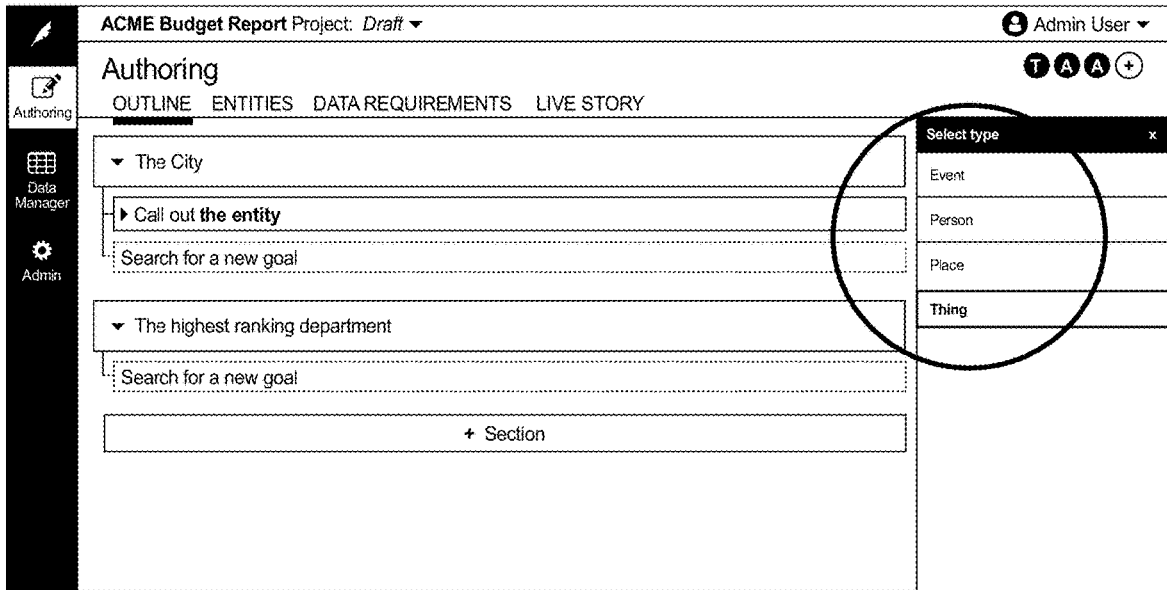 ACME Budget Report Project: Draft
Admin User
Authoring
T A A +
Authoring
OUTLINE ENTITIES DATA REQUIREMENTS LIVE STORY
Select type x
The City
Event
Data
Manager
Call out the entity
Person
Search for a new goal
Place
Admin
The highest ranking department
Thing
Search for a new goal
+ Section